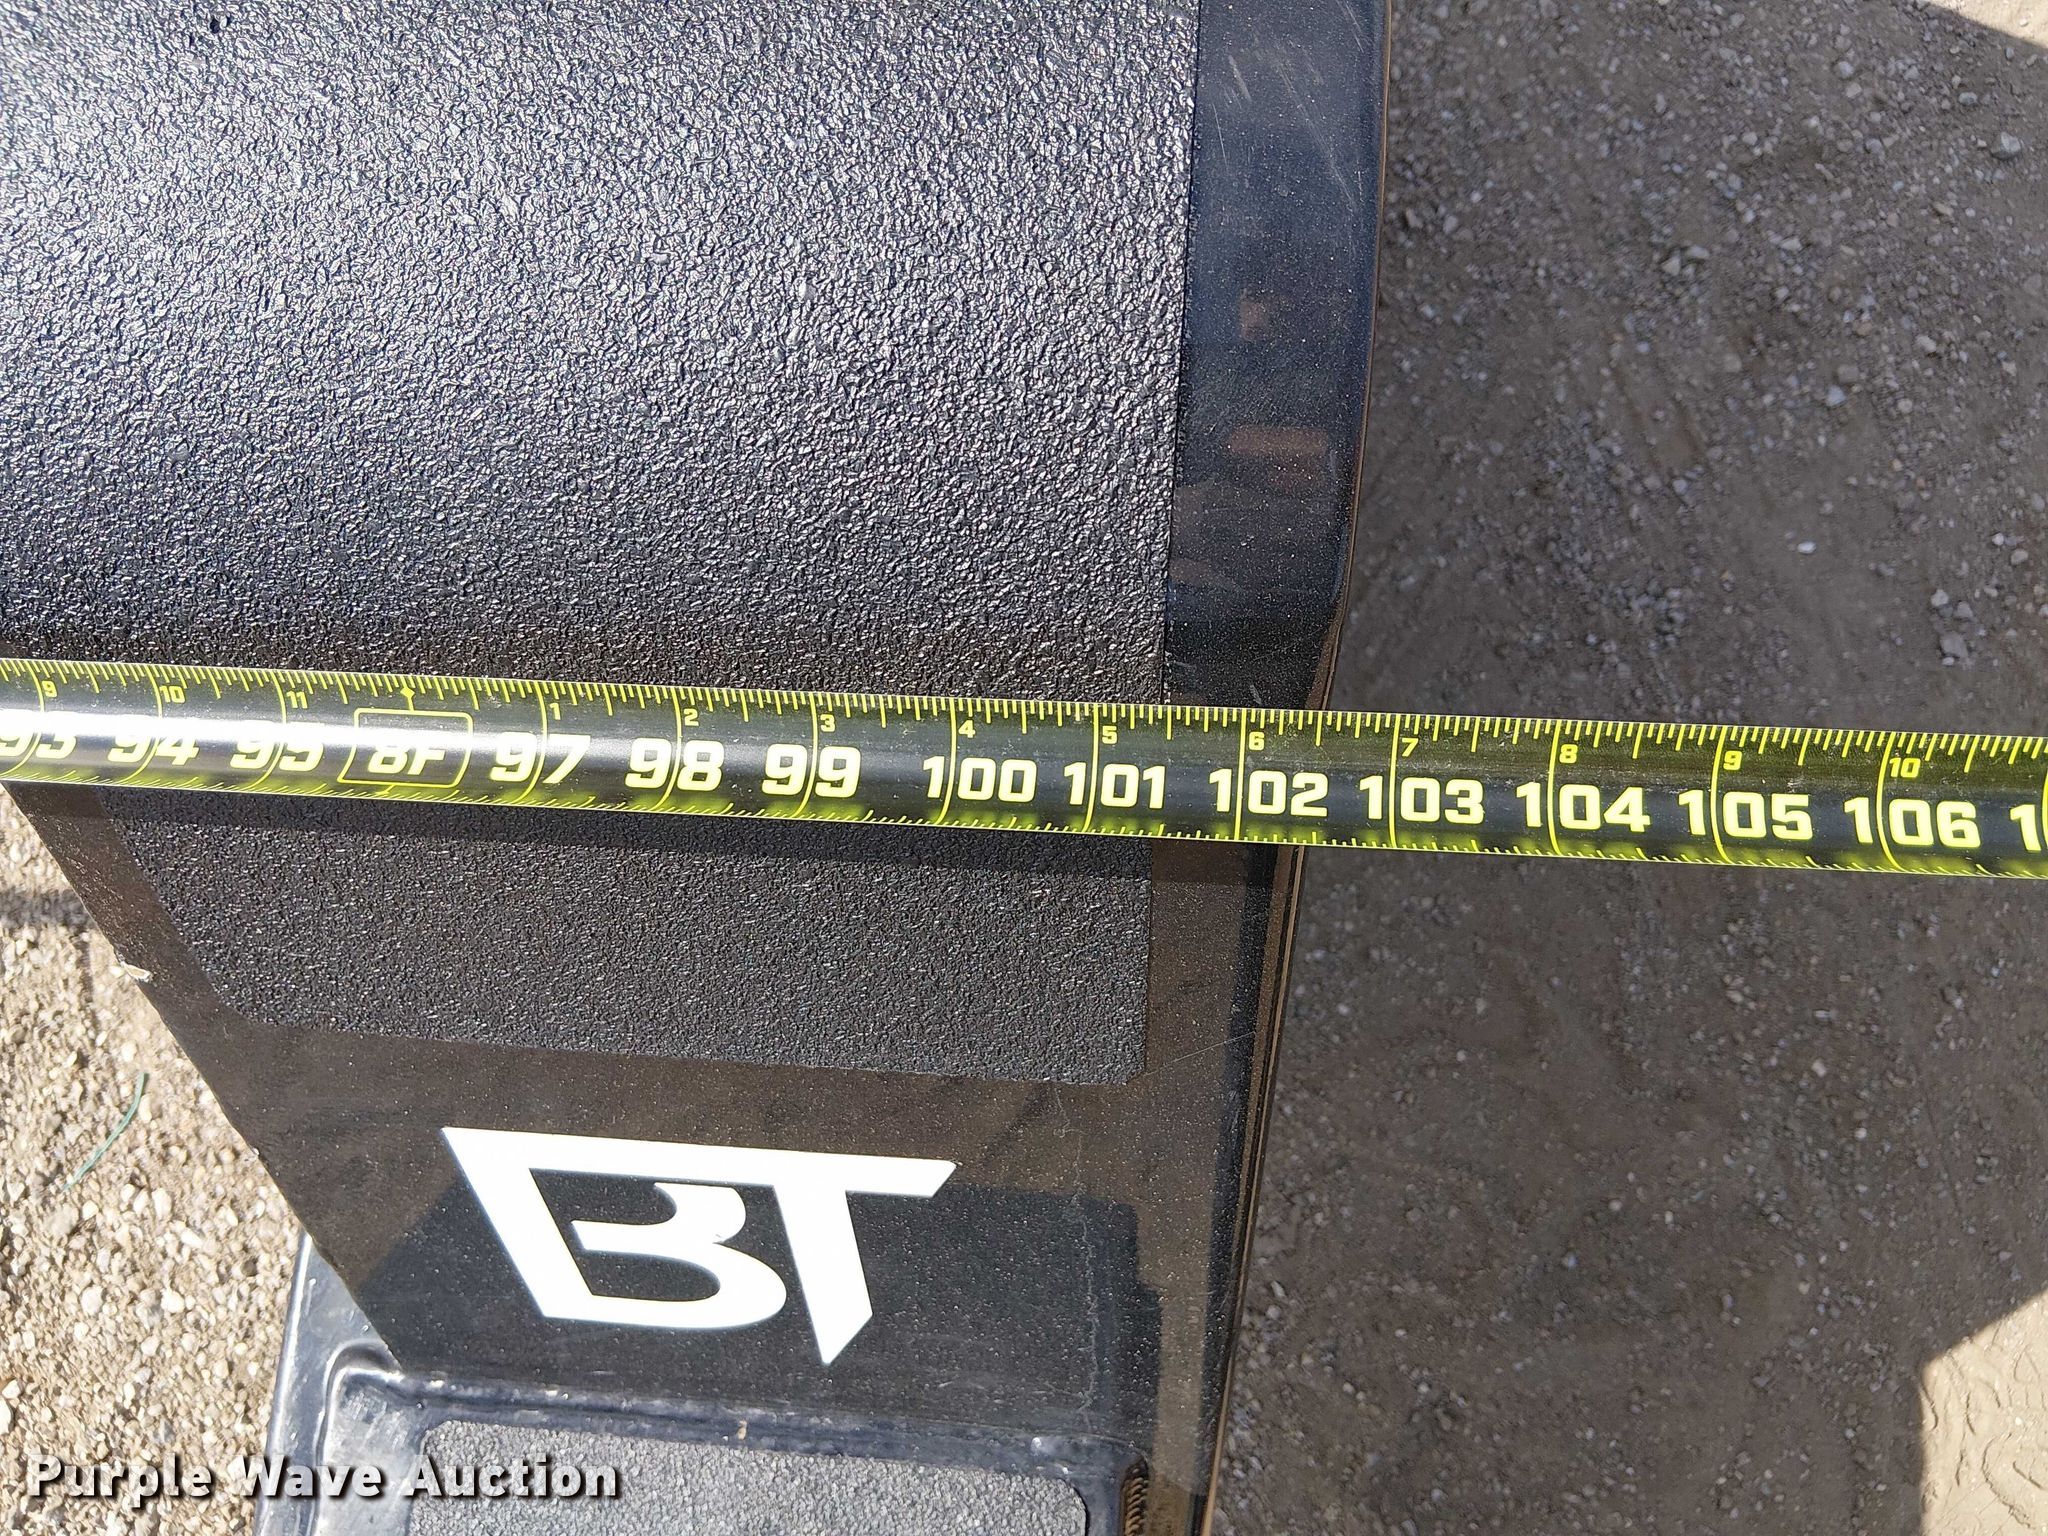 9 10 11 1 2 3 4 5 6 7 8 9 10
93 94 95 8F 97 98 99 100 101 102 103 104 105 106
BT
Purple Wave Auction